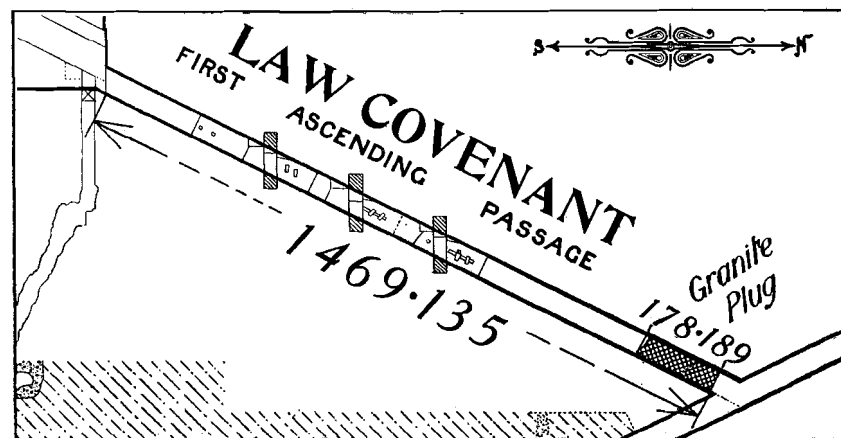 S N
LAW COVENANT
FIRST ASCENDING PASSAGE
1469·135
Granite
Plug
178·189